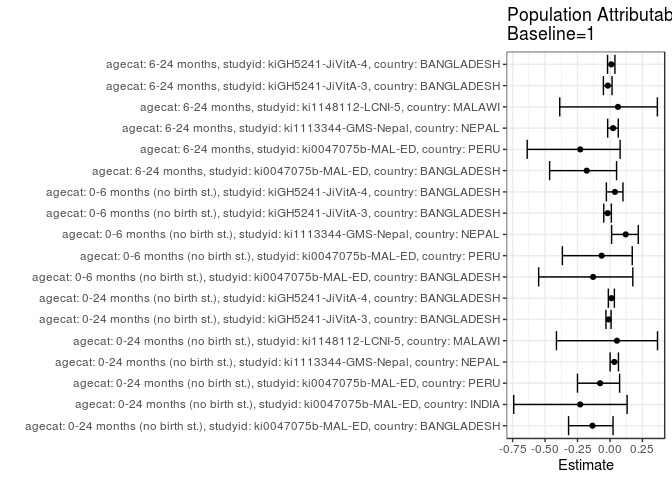 Population Attributab
Baseline=1
agecat: 6-24 months, studyid: kiGH5241-JiVitA-4, country: BANGLADESH
agecat: 6-24 months, studyid: kiGH5241-JiVitA-3, country: BANGLADESH
agecat: 6-24 months, studyid: ki1148112-LCNI-5, country: MALAWI
agecat: 6-24 months, studyid: ki1113344-GMS-Nepal, country: NEPAL
agecat: 6-24 months, studyid: ki0047075b-MAL-ED, country: PERU
agecat: 6-24 months, studyid: ki0047075b-MAL-ED, country: BANGLADESH
agecat: 0-6 months (no birth st.), studyid: kiGH5241-JiVitA-4, country: BANGLADESH
agecat: 0-6 months (no birth st.), studyid: kiGH5241-JiVitA-3, country: BANGLADESH
agecat: 0-6 months (no birth st.), studyid: ki1113344-GMS-Nepal, country: NEPAL
agecat: 0-6 months (no birth st.), studyid: ki0047075b-MAL-ED, country: PERU
agecat: 0-6 months (no birth st.), studyid: ki0047075b-MAL-ED, country: BANGLADESH
agecat: 0-24 months (no birth st.), studyid: kiGH5241-JiVitA-4, country: BANGLADESH
agecat: 0-24 months (no birth st.), studyid: kiGH5241-JiVitA-3, country: BANGLADESH
agecat: 0-24 months (no birth st.), studyid: ki1148112-LCNI-5, country: MALAWI
agecat: 0-24 months (no birth st.), studyid: ki1113344-GMS-Nepal, country: NEPAL
agecat: 0-24 months (no birth st.), studyid: ki0047075b-MAL-ED, country: PERU
agecat: 0-24 months (no birth st.), studyid: ki0047075b-MAL-ED, country: INDIA
agecat: 0-24 months (no birth st.), studyid: ki0047075b-MAL-ED, country: BANGLADESH
-0.75 -0.50 -0.25 0.00 0.25
Estimate